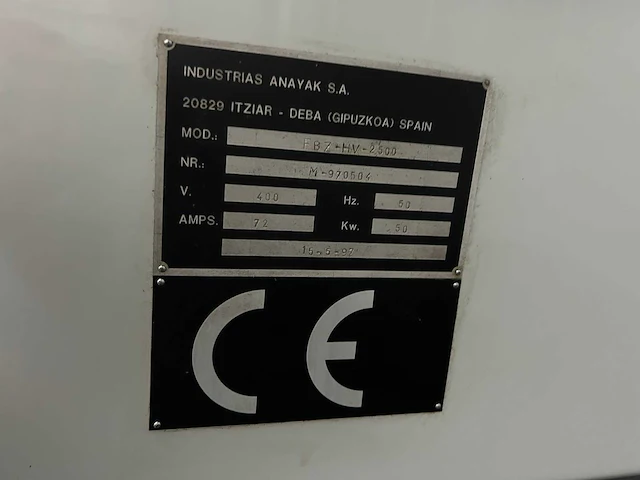 INDUSTRIAS ANAYAK S.A.
20829 ITZIAR - DEBA (GIPUZKOA) SPAIN
MOD.: FBZ-HV-2500
NR.: M-970504
V. 400 Hz. 50
AMPS. 72 Kw. 50
15-5-97
CE